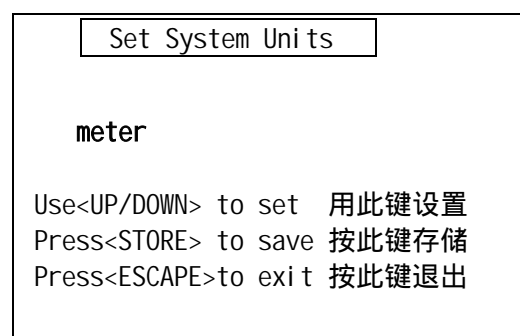 Set System Units
meter
Use<UP/DOWN> to set 用此键设置
Press<STORE> to save 按此键存储
Press<ESCAPE>to exit 按此键退出